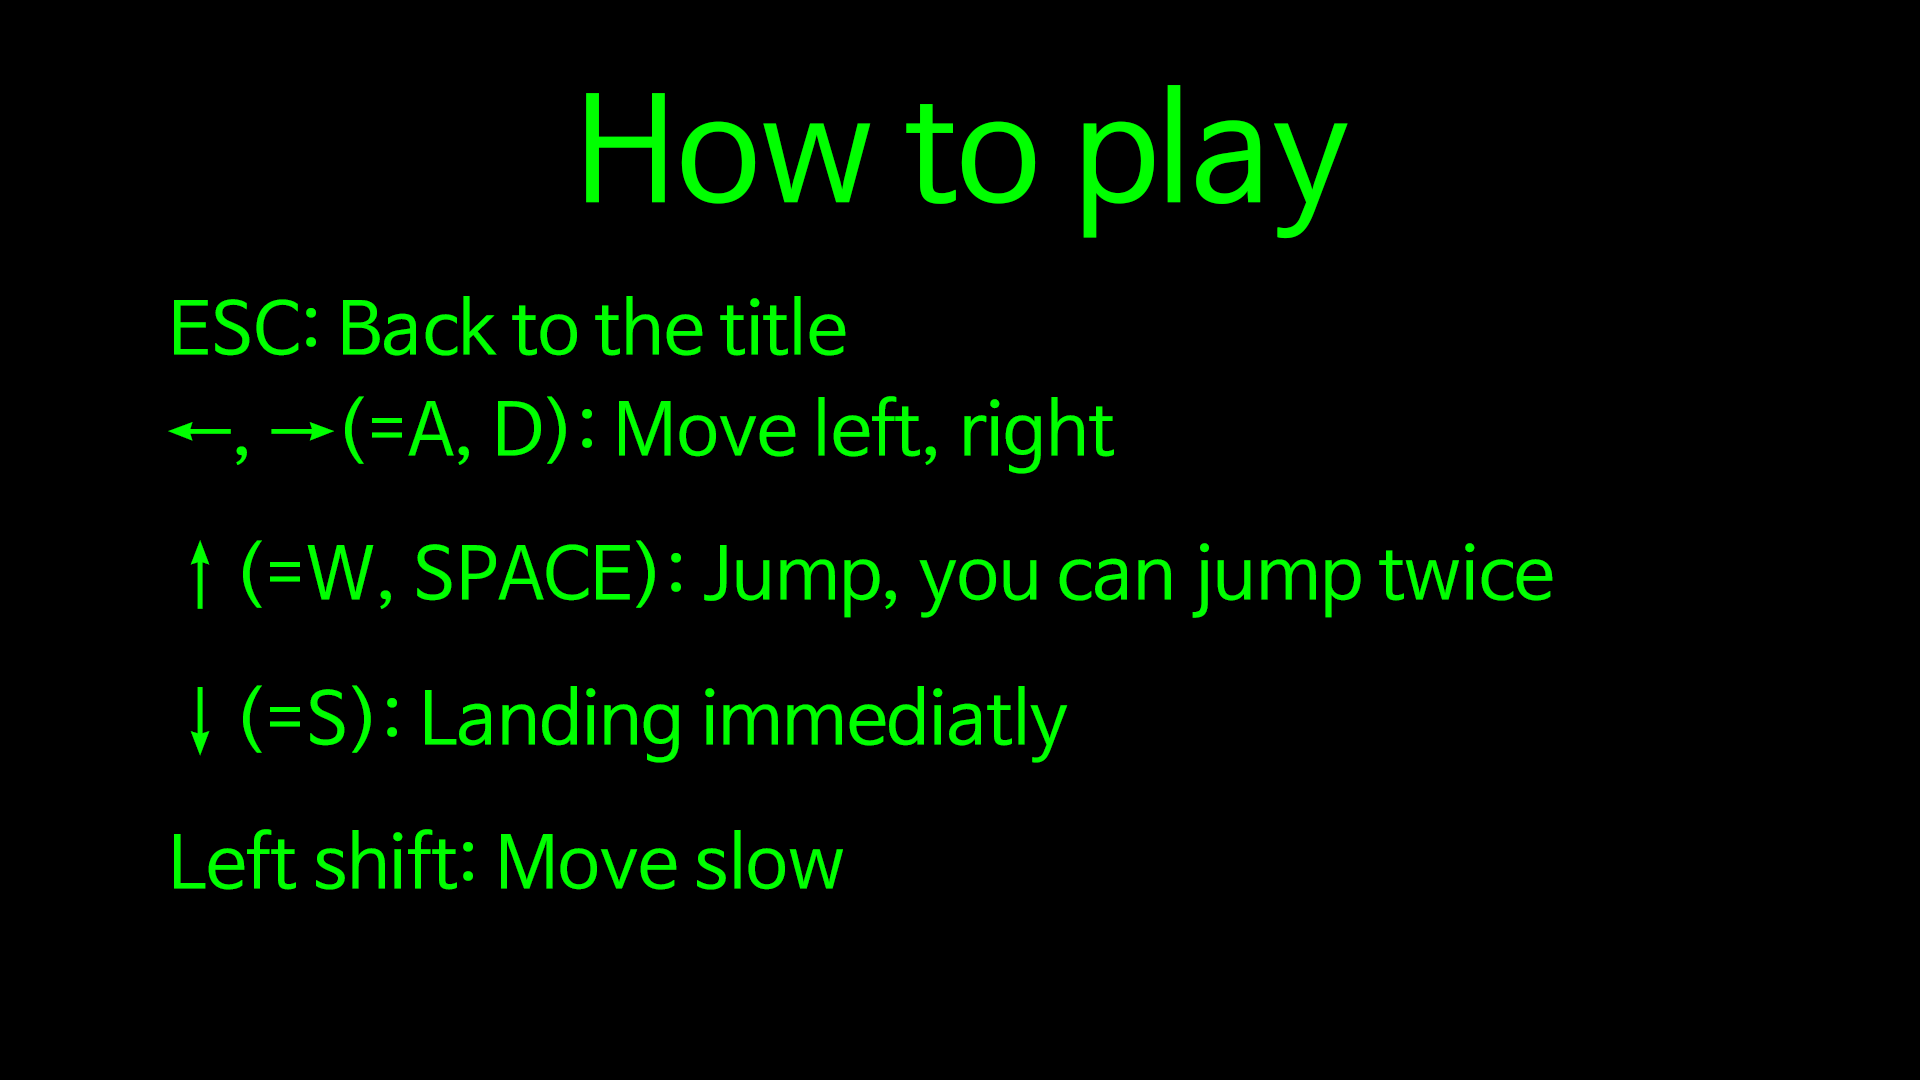 How to play
ESC: Back to the title
←, →(=A, D): Move left, right
↑ (=W, SPACE): Jump, you can jump twice
↓ (=S): Landing immediatly
Left shift: Move slow